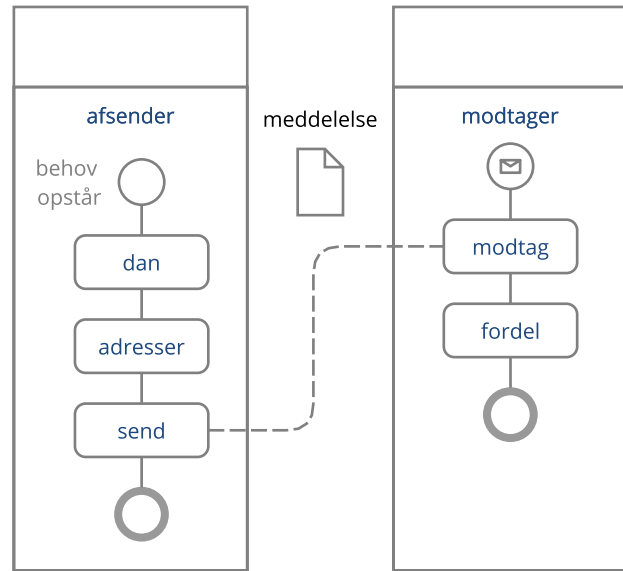 afsender
behov
opstår
dan
adresser
send
meddelelse
modtager
modtag
fordel